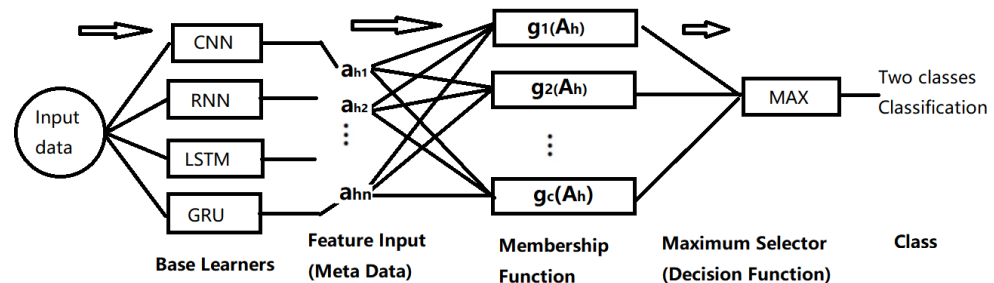 Input
data
CNN
RNN
LSTM
GRU
Base Learners
ah1
ah2
⋮
ahn
Feature Input
(Meta Data)
g1(Ah)
g2(Ah)
⋮
gc(Ah)
Membership
Function
MAX
Maximum Selector
(Decision Function)
Two classes
Classification
Class